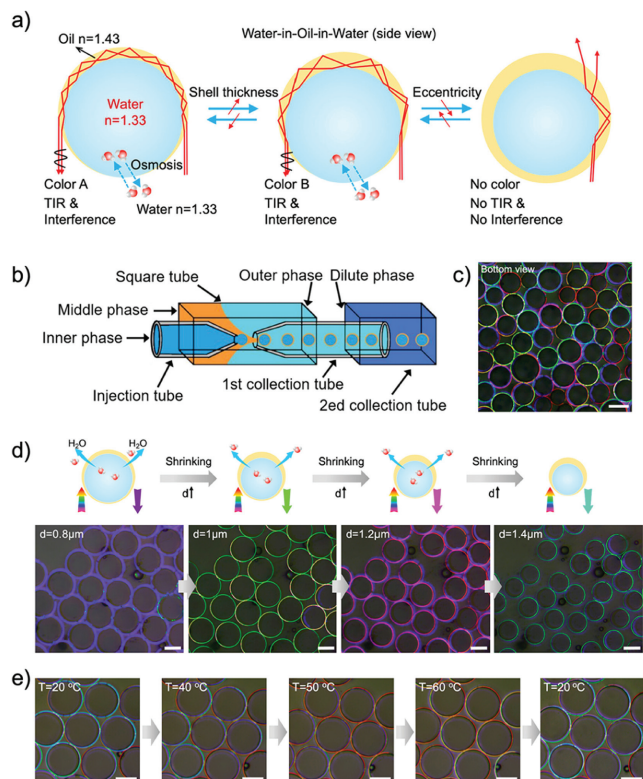 a)
Water-in-Oil-in-Water (side view)
Oil n=1.43
Shell thickness
Eccentricity
Water
n=1.33
Osmosis
Color A
TIR &
Interference
Water n=1.33
Color B
TIR &
Interference
No color
No TIR &
No Interference
b)
Square tube
Outer phase
Dilute phase
Middle phase
Inner phase
Injection tube
1st collection tube
2ed collection tube
c)
Bottom view
d)
H₂O
H₂O
Shrinking
d↑
Shrinking
d↑
Shrinking
d↑
d=0.8μm
d=1μm
d=1.2μm
d=1.4μm
e)
T=20 °C
T=40 °C
T=50 °C
T=60 °C
T=20 °C